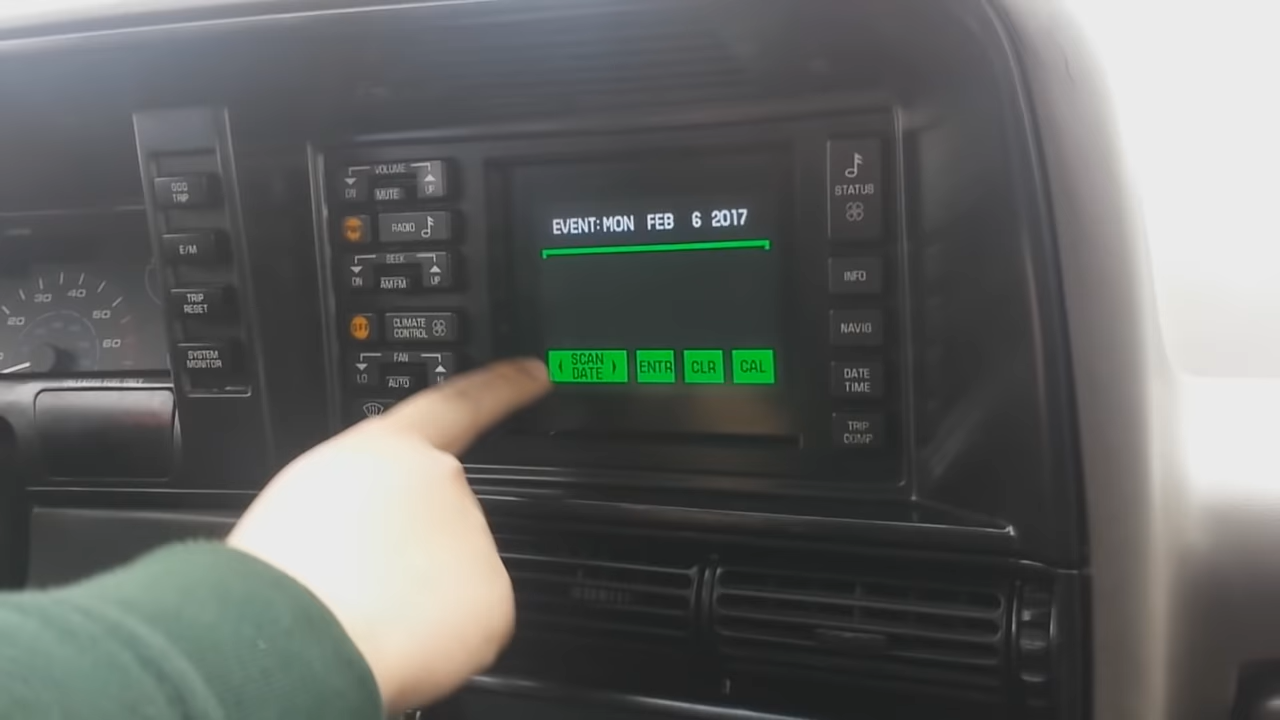 ODO
TRIP
E/M
TRIP
RESET
SYSTEM
MONITOR
20 30 40 50 60
VOLUME
DN MUTE UP
RADIO
SEEK
DN AM/FM UP
OFF CLIMATE
CONTROL
FAN
LO AUTO
EVENT: MON FEB 6 2017
SCAN
DATE
ENTR CLR CAL
STATUS
INFO
NAVIG
DATE
TIME
TRIP
COMP